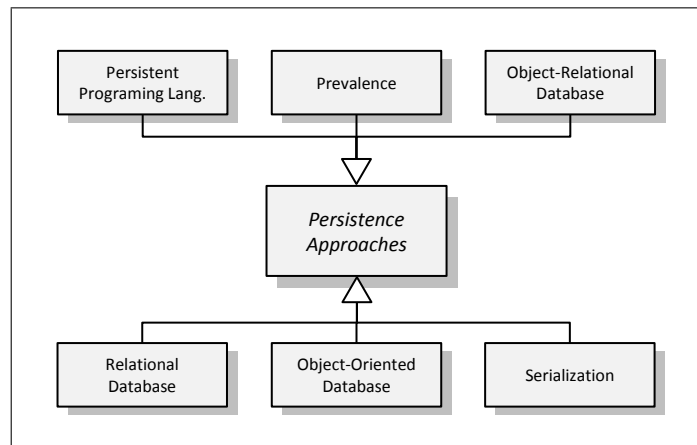 Persistent
Programing Lang.
Prevalence
Object-Relational
Database
Persistence
Approaches
Relational
Database
Object-Oriented
Database
Serialization